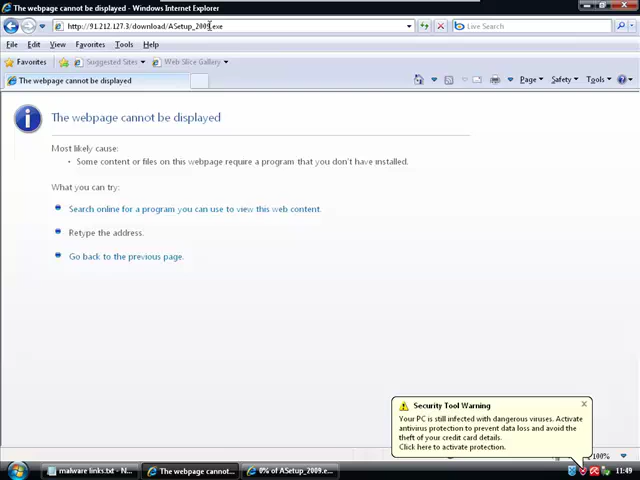 The webpage cannot be displayed - Windows Internet Explorer
http://91.212.127.3/download/ASetup_2009.exe
Live Search
File Edit View Favorites Tools Help
Favorites Suggested Sites Web Slice Gallery
The webpage cannot be displayed
Page Safety Tools
The webpage cannot be displayed
Most likely cause:
• Some content or files on this webpage require a program that you don't have installed.
What you can try:
Search online for a program you can use to view this web content.
Retype the address.
Go back to the previous page.
Security Tool Warning
Your PC is still infected with dangerous viruses. Activate
antivirus protection to prevent data loss and avoid the
theft of your credit card details.
Click here to activate protection.
100%
malware links.txt - N... The webpage cannot... 0% of ASetup_2009.e... 11:49